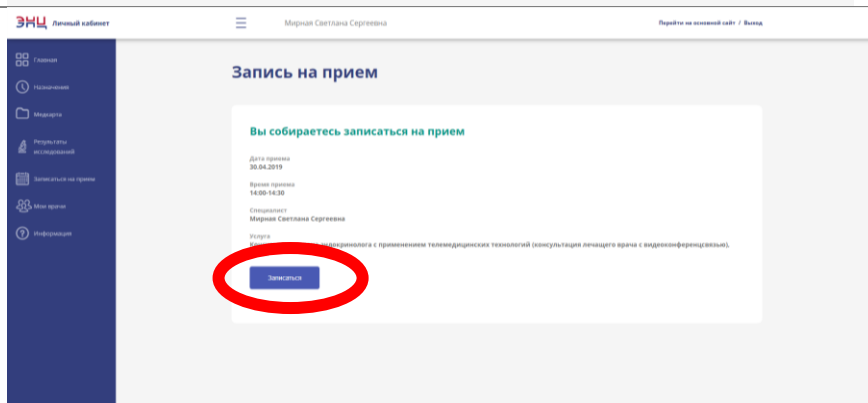 ЭНЦ Личный кабинет
Мирная Светлана Сергеевна
Перейти на основной сайт / Выход
Главная
Назначения
Медкарта
Результаты
исследований
Записаться на прием
Мои врачи
Информация
Запись на прием
Вы собираетесь записаться на прием
Дата приема
30.04.2019
Время приема
14:00-14:30
Специалист
Мирная Светлана Сергеевна
Услуга
эндокринолога с применением телемедицинских технологий (консультация лечащего врача с видеоконференцсвязью),
Записаться